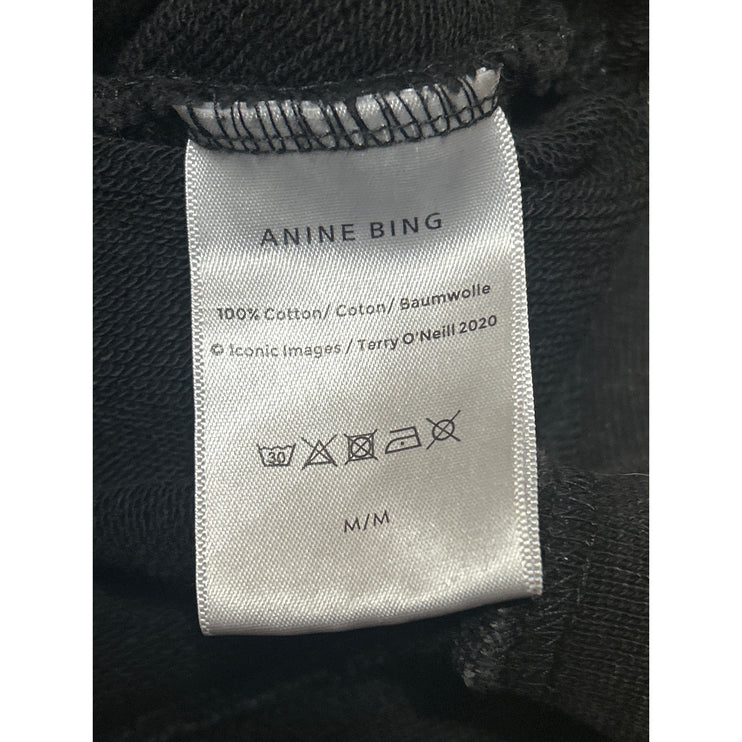 ANINE BING
100% Cotton/ Coton/ Baumwolle
© Iconic Images / Terry O'Neill 2020
30
M/M